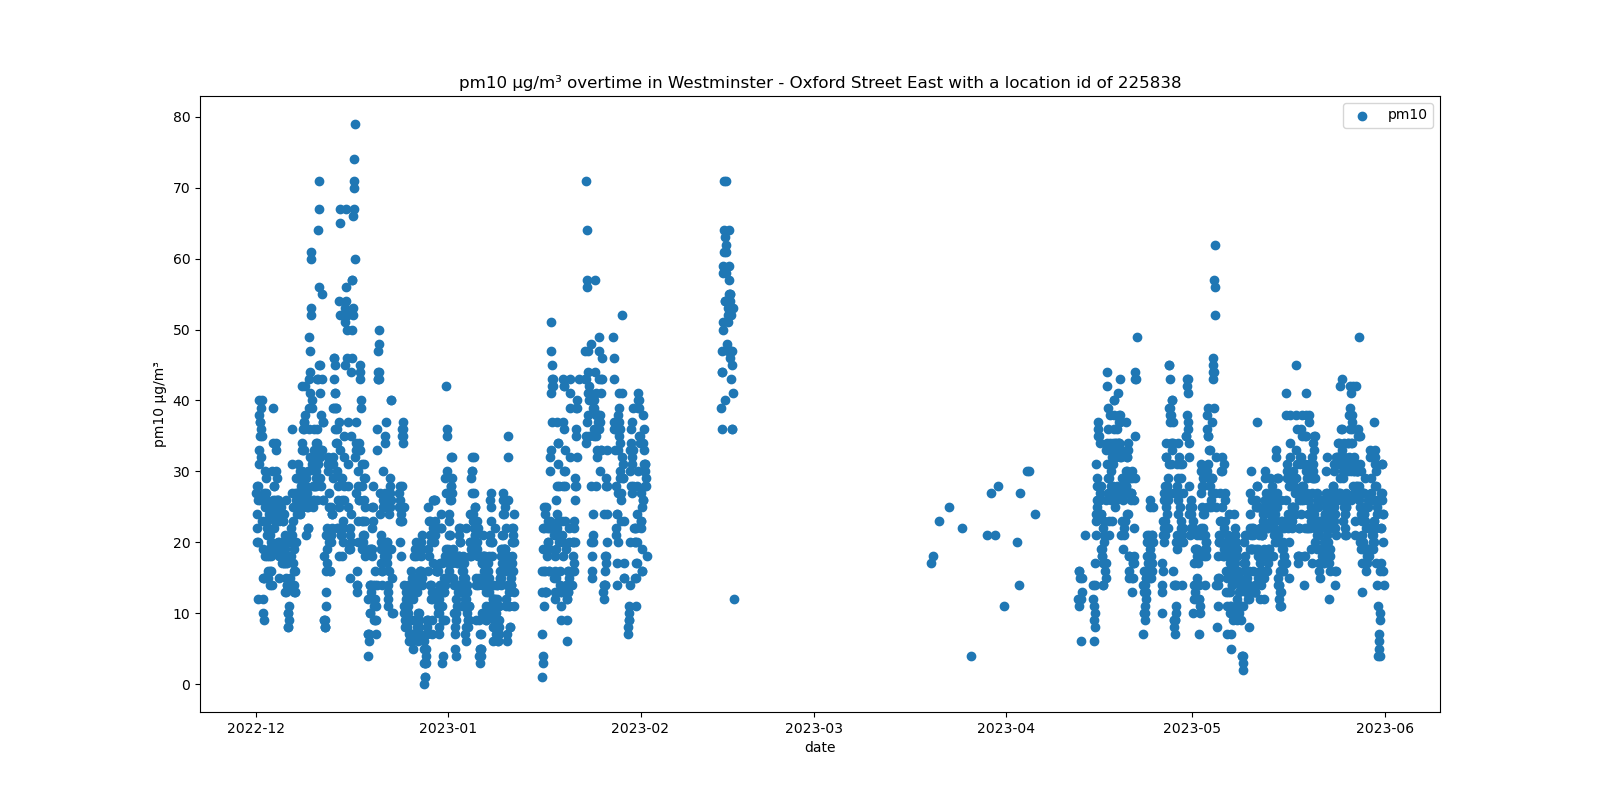 pm10 μg/m³ overtime in Westminster - Oxford Street East with a location id of 225838
pm10
80
70
60
50
40
30
20
10
0
pm10 μg/m³
2022-12 2023-01 2023-02 2023-03 2023-04 2023-05 2023-06
date